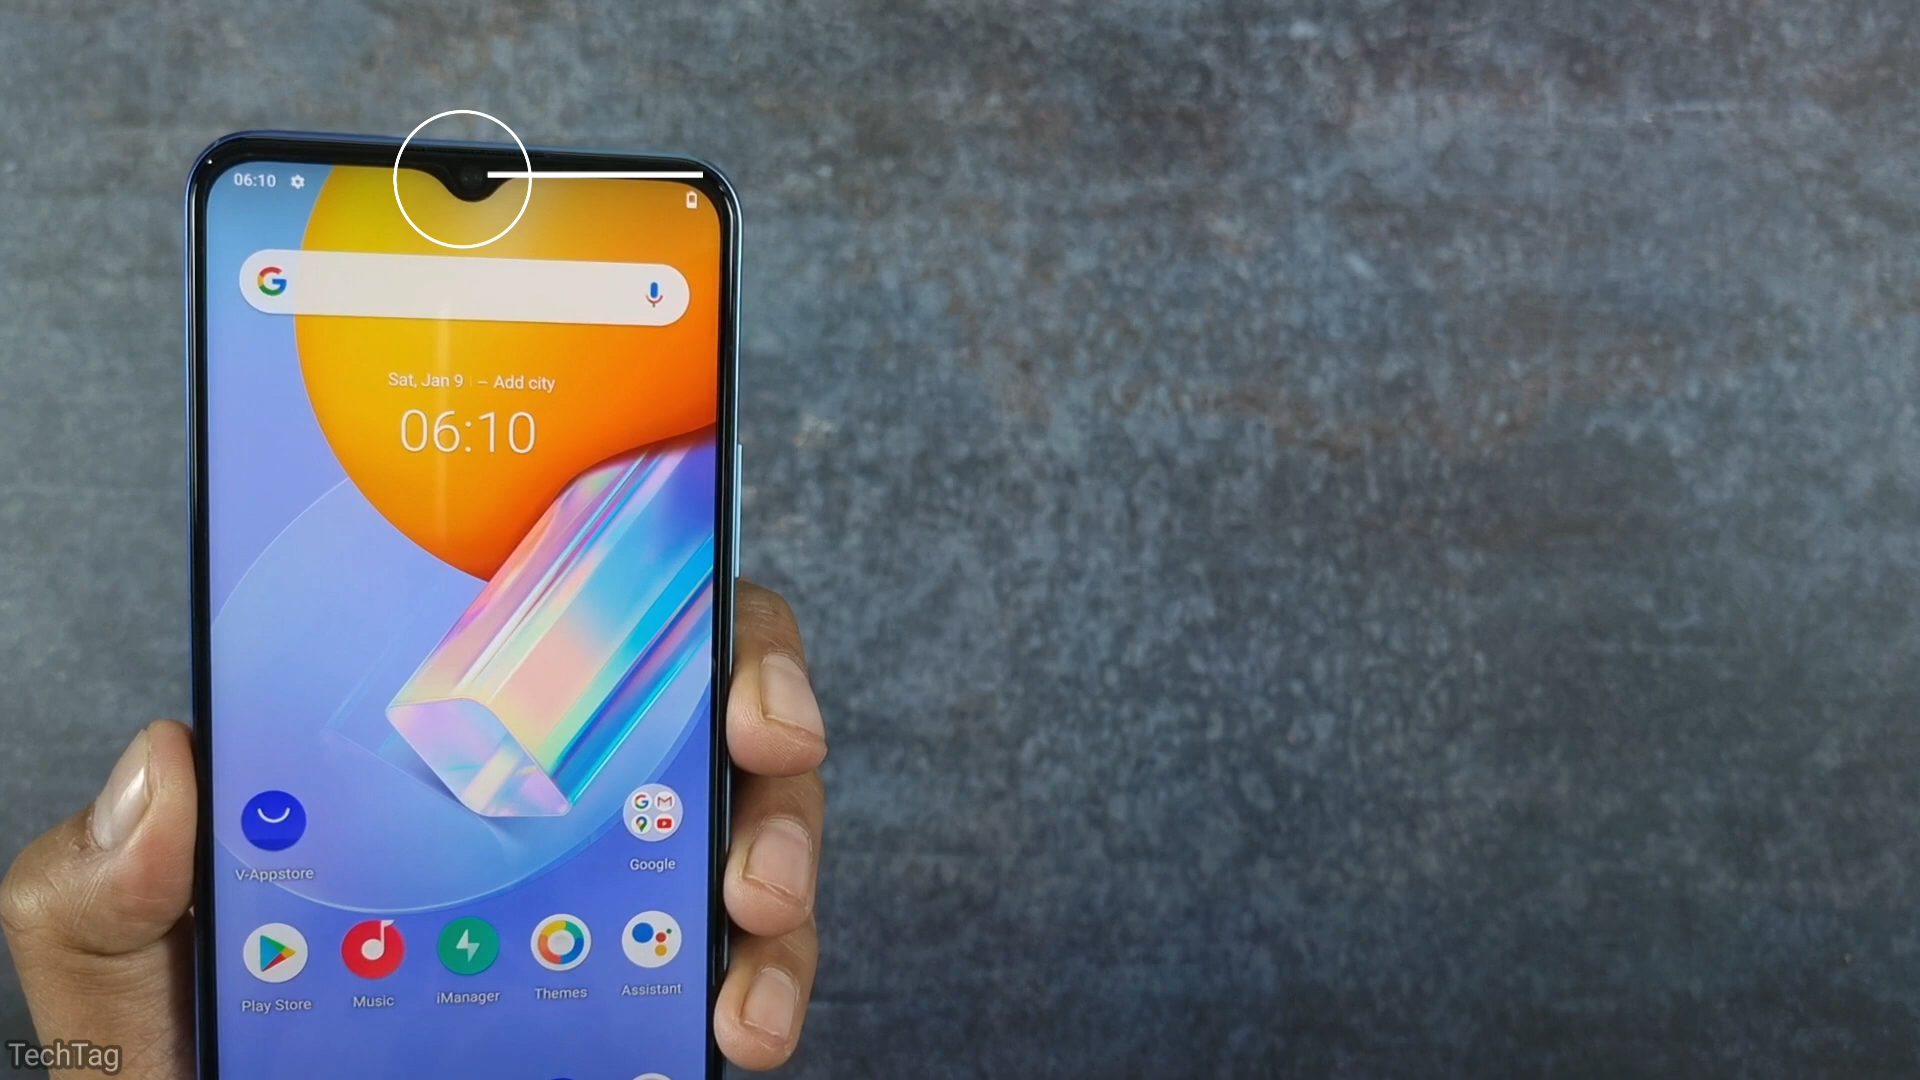 06:10
Sat, Jan 9 | -- Add city
06:10
V-Appstore
Google
Play Store
Music
iManager
Themes
Assistant
TechTag